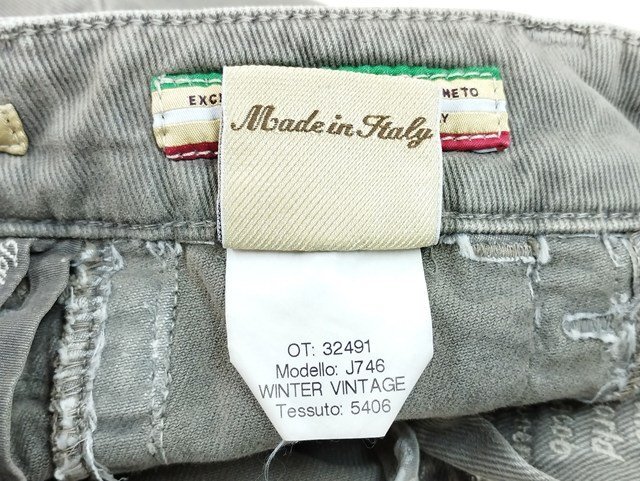 Made in Italy
OT: 32491
Modello: J746
WINTER VINTAGE
Tessuto: 5406